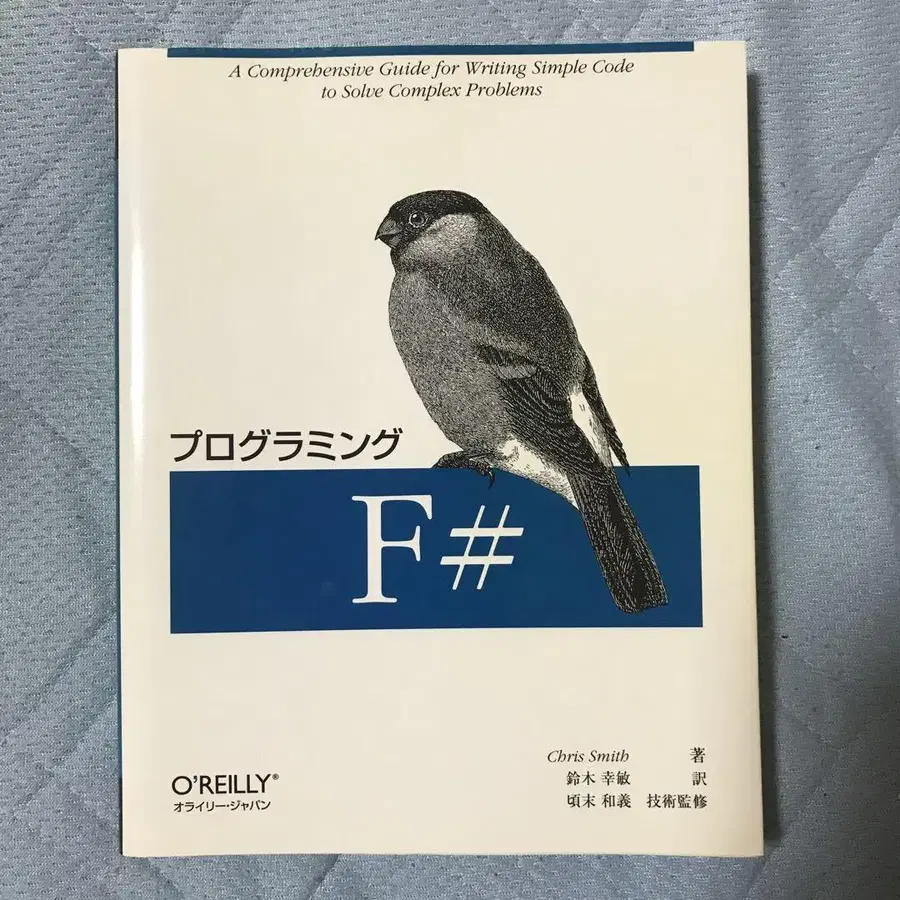 A Comprehensive Guide for Writing Simple Code
to Solve Complex Problems
プログラミング
F#
Chris Smith 著
鈴木 幸敏 訳
頃末 和義 技術監修
O'REILLY®
オライリー・ジャパン